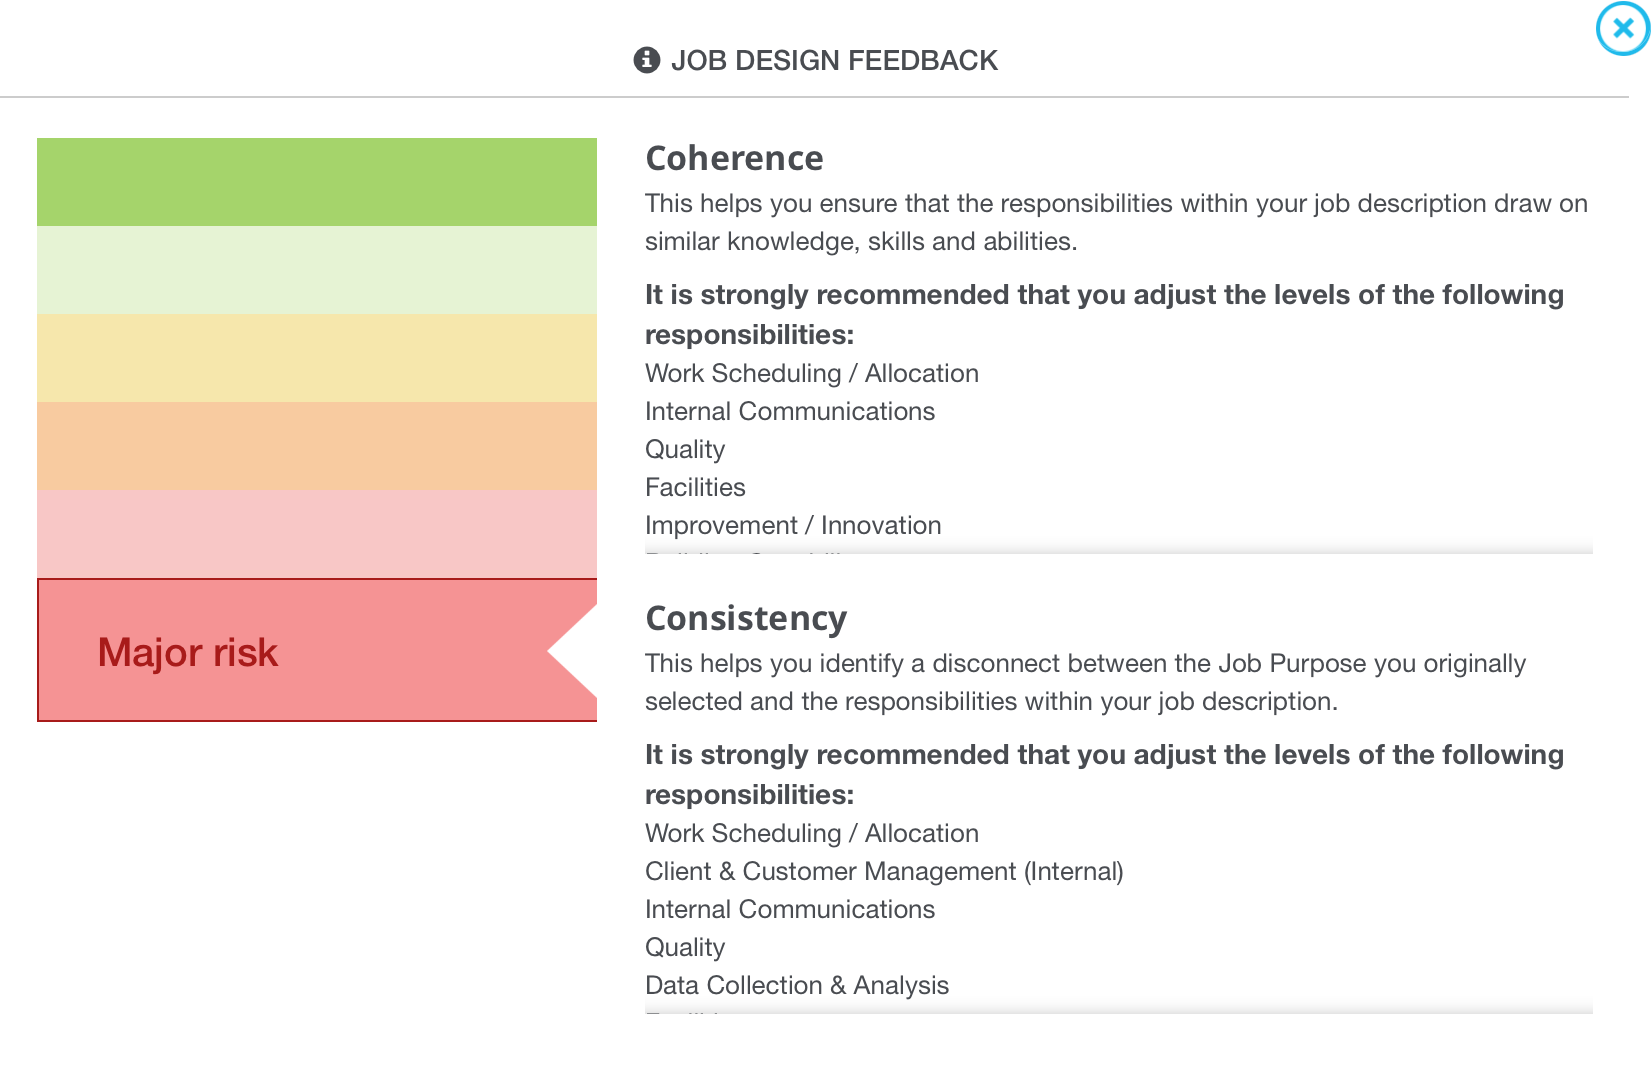 JOB DESIGN FEEDBACK
Major risk
Coherence
This helps you ensure that the responsibilities within your job description draw on
similar knowledge, skills and abilities.
It is strongly recommended that you adjust the levels of the following
responsibilities:
Work Scheduling / Allocation
Internal Communications
Quality
Facilities
Improvement / Innovation
Consistency
This helps you identify a disconnect between the Job Purpose you originally
selected and the responsibilities within your job description.
It is strongly recommended that you adjust the levels of the following
responsibilities:
Work Scheduling / Allocation
Client & Customer Management (Internal)
Internal Communications
Quality
Data Collection & Analysis